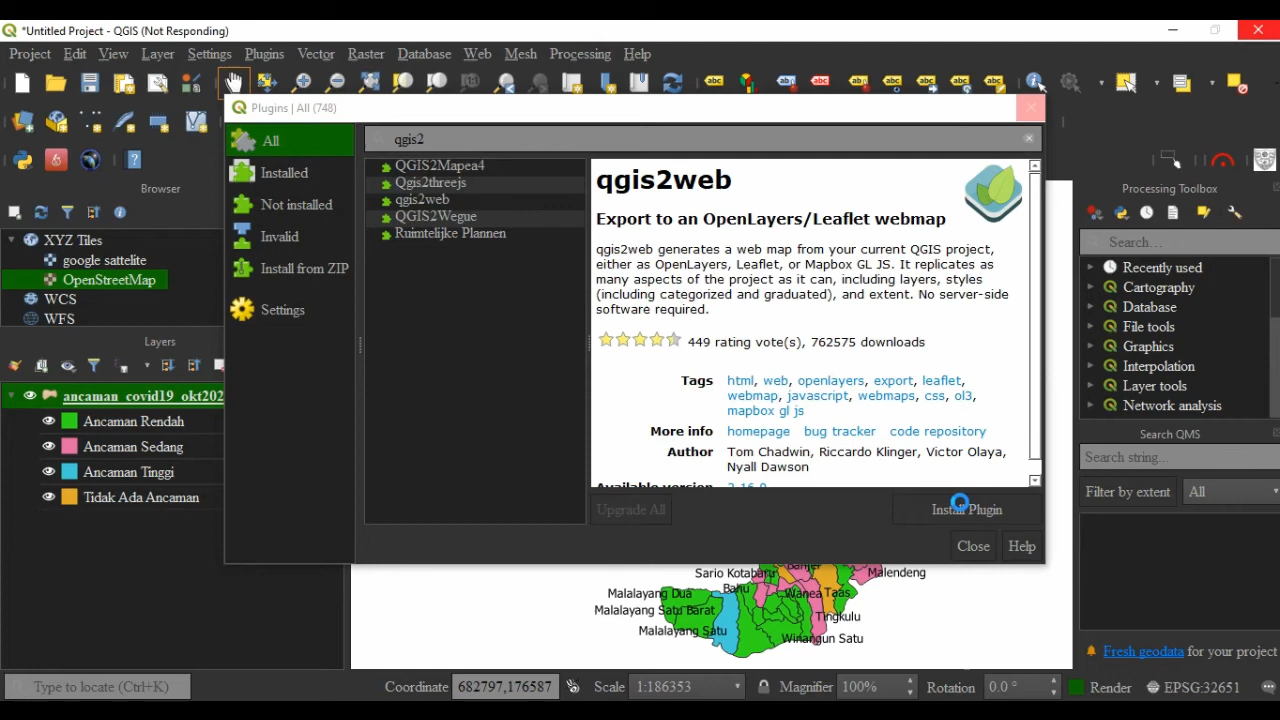 *Untitled Project - QGIS (Not Responding)
Project Edit View Layer Settings Plugins Vector Raster Database Web Mesh Processing Help
Plugins | All (748)
All
Installed
Not installed
Invalid
Install from ZIP
Settings
qgis2
QGIS2Mapea4
Qgis2threejs
qgis2web
QGIS2Wegue
Ruimtelijke Plannen
qgis2web
Export to an OpenLayers/Leaflet webmap
qgis2web generates a web map from your current QGIS project,
either as OpenLayers, Leaflet, or Mapbox GL JS. It replicates as
many aspects of the project as it can, including layers, styles
(including categorized and graduated), and extent. No server-side
software required.
449 rating vote(s), 762575 downloads
Tags html, web, openlayers, export, leaflet,
webmap, javascript, webmaps, css, ol3,
mapbox gl js
More info homepage bug tracker code repository
Author Tom Chadwin, Riccardo Klinger, Victor Olaya,
Nyall Dawson
Available version 3.16.0
Upgrade All
Install Plugin
Close
Help
Browser
XYZ Tiles
google sattelite
OpenStreetMap
WCS
WFS
Layers
ancaman_covid19_okt202
Ancaman Rendah
Ancaman Sedang
Ancaman Tinggi
Tidak Ada Ancaman
Sario Kotabaru
Banjer
Malendeng
Bahu
Malalayang Dua
Wanea
Taas
Malalayang Satu Barat
Tingkulu
Malalayang Satu
Winangun Satu
Processing Toolbox
Search...
Recently used
Cartography
Database
File tools
Graphics
Interpolation
Layer tools
Network analysis
Search QMS
Search string...
Filter by extent
All
Fresh geodata for your project
Type to locate (Ctrl+K)
Coordinate 682797,176587
Scale 1:186353
Magnifier 100%
Rotation 0.0 °
Render
EPSG:32651